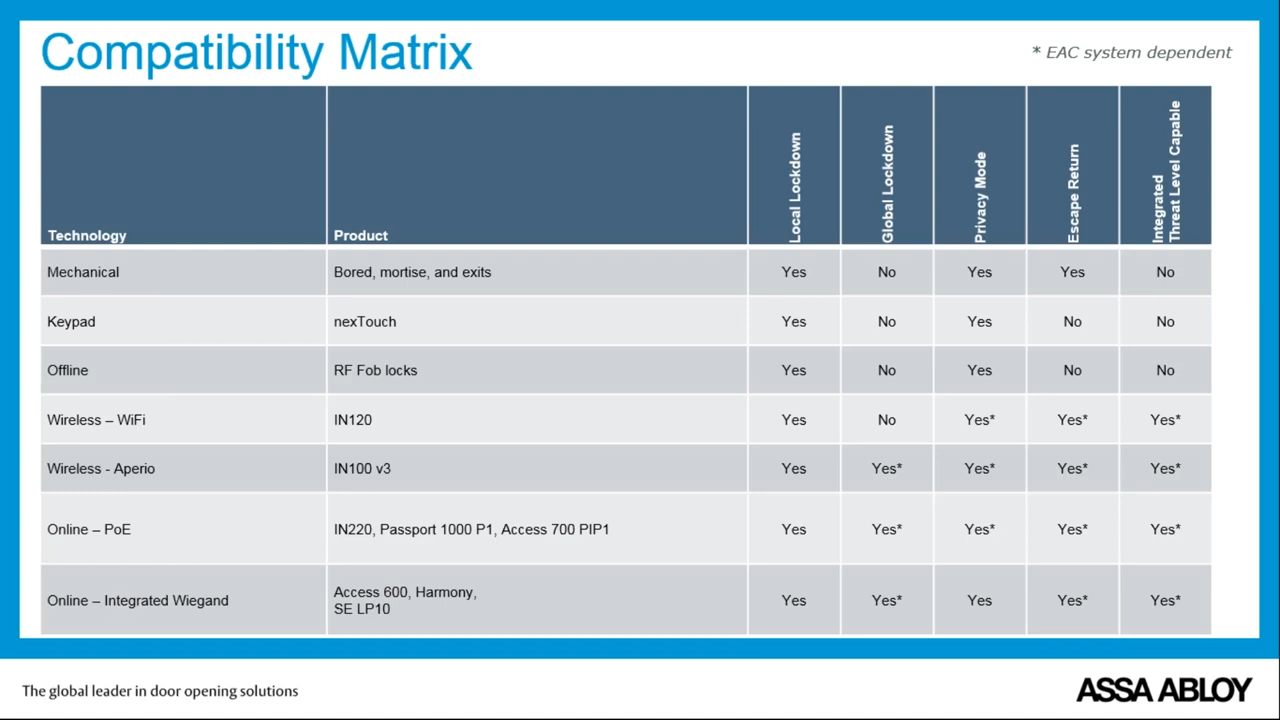 Compatibility Matrix
* EAC system dependent
Technology
Product
Local Lockdown
Global Lockdown
Privacy Mode
Escape Return
Integrated
Threat Level Capable
Mechanical Bored, mortise, and exits Yes No Yes Yes No
Keypad nexTouch Yes No Yes No No
Offline RF Fob locks Yes No Yes No No
Wireless – WiFi IN120 Yes No Yes* Yes* Yes*
Wireless - Aperio IN100 v3 Yes Yes* Yes* Yes* Yes*
Online – PoE IN220, Passport 1000 P1, Access 700 PIP1 Yes Yes* Yes* Yes* Yes*
Online – Integrated Wiegand Access 600, Harmony,
SE LP10 Yes Yes* Yes Yes* Yes*
The global leader in door opening solutions
ASSA ABLOY